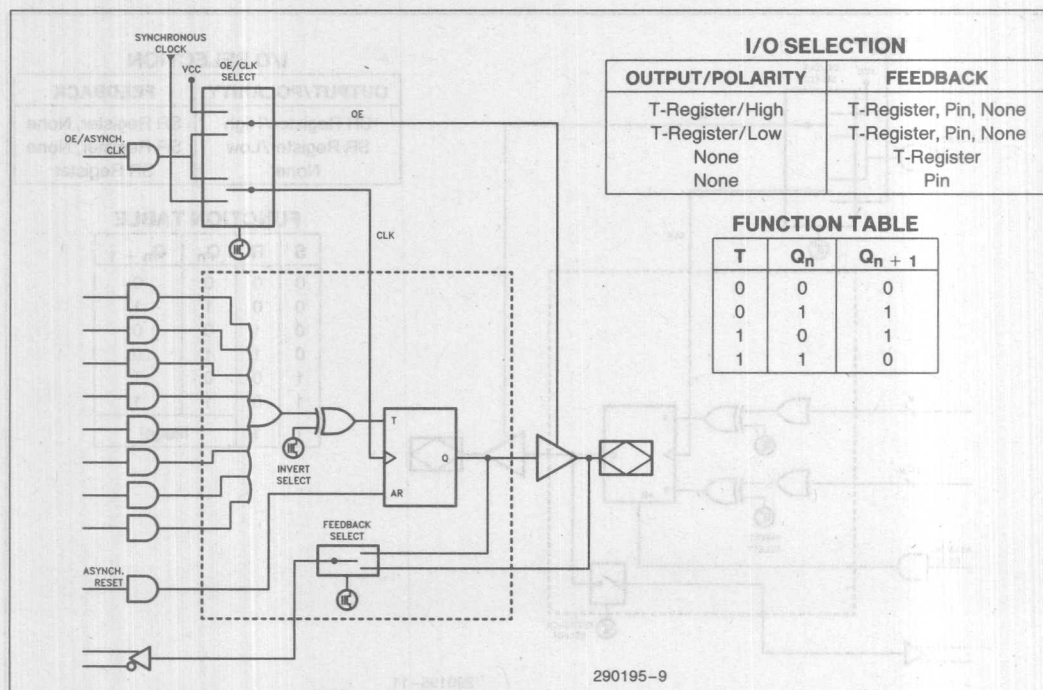 SYNCHRONOUS
CLOCK
VCC
OE/CLK
SELECT
OE
OE/ASYNCH.
CLK
CLK
I/O SELECTION
OUTPUT/POLARITY FEEDBACK
T-Register/High T-Register, Pin, None
T-Register/Low T-Register, Pin, None
None T-Register
None Pin
FUNCTION TABLE
T Qn Qn + 1
0 0 0
0 1 1
1 0 1
1 1 0
T
Q
INVERT
SELECT
AR
FEEDBACK
SELECT
ASYNCH.
RESET
290195-9